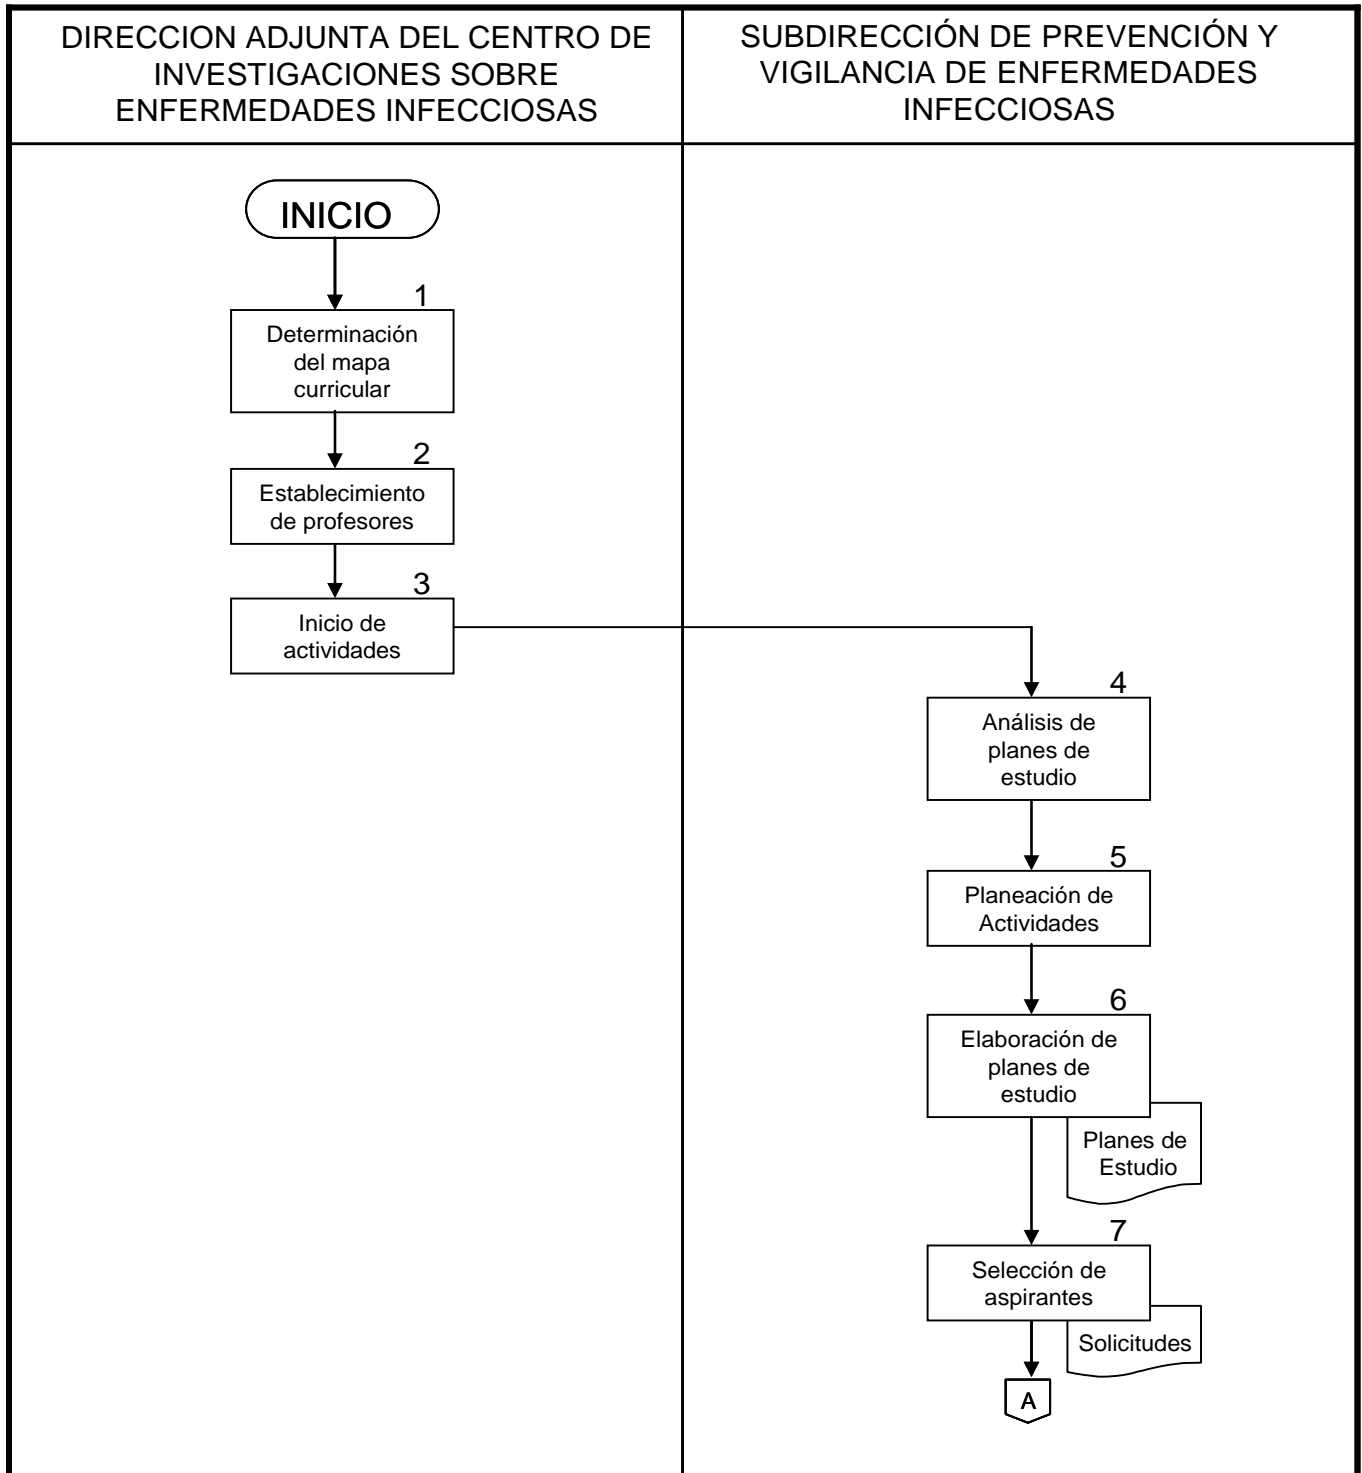 DIRECCION ADJUNTA DEL CENTRO DE
INVESTIGACIONES SOBRE
ENFERMEDADES INFECCIOSAS
SUBDIRECCIÓN DE PREVENCIÓN Y
VIGILANCIA DE ENFERMEDADES
INFECCIOSAS
INICIO
1
Determinación
del mapa
curricular
2
Establecimiento
de profesores
3
Inicio de
actividades
4
Análisis de
planes de
estudio
5
Planeación de
Actividades
6
Elaboración de
planes de
estudio
Planes de
Estudio
7
Selección de
aspirantes
Solicitudes
A